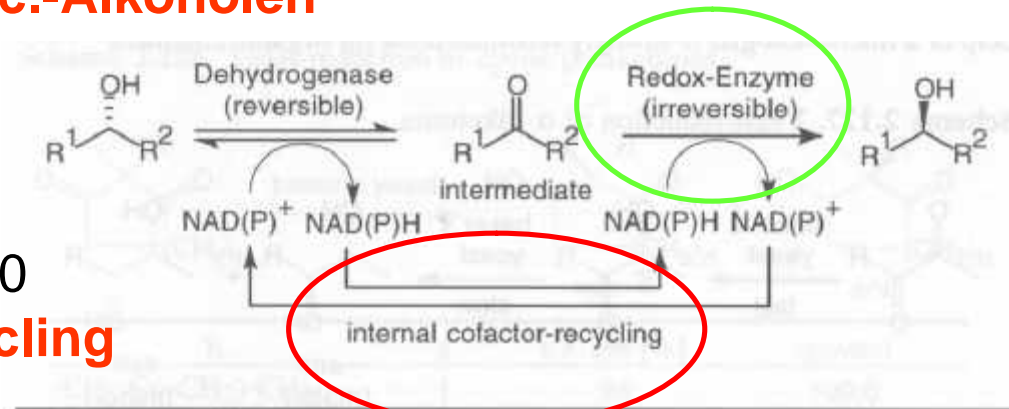 c.-Alkoholen
OH
Dehydrogenase
(reversible)
R1 R2
O
R1 R2
intermediate
Redox-Enzyme
(irreversible)
OH
R1 R2
NAD(P)+ NAD(P)H
NAD(P)H NAD(P)+
0
cling
internal cofactor-recycling